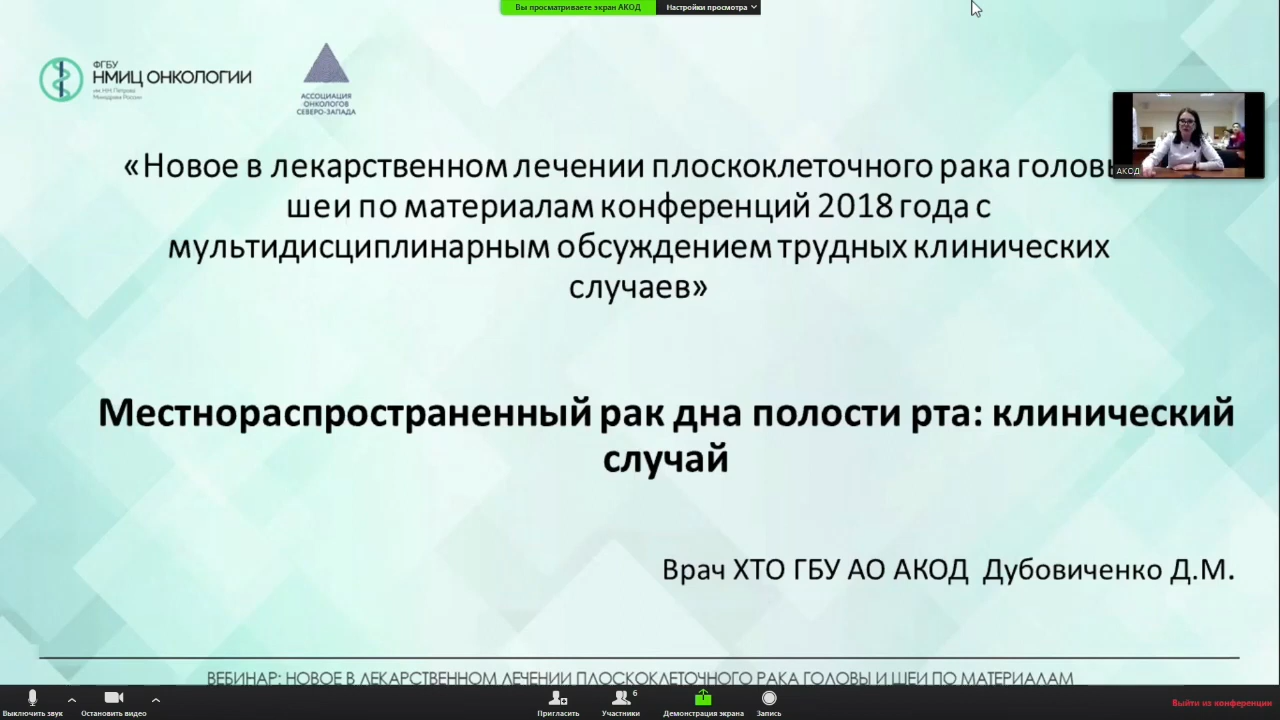 Вы просматриваете экран АКОД
Настройки просмотра
ФГБУ
НМИЦ ОНКОЛОГИИ
им. Н.Н. Петрова
Минздрава России
АССОЦИАЦИЯ
ОНКОЛОГОВ
СЕВЕРО-ЗАПАДА
АКОД
«Новое в лекарственном лечении плоскоклеточного рака головы
шеи по материалам конференций 2018 года с
мультидисциплинарным обсуждением трудных клинических
случаев»
Местнораспространенный рак дна полости рта: клинический
случай
Врач ХТО ГБУ АО АКОД Дубовиченко Д.М.
ВЕБИНАР: НОВОЕ В ЛЕКАРСТВЕННОМ ЛЕЧЕНИИ ПЛОСКОКЛЕТОЧНОГО РАКА ГОЛОВЫ И ШЕИ ПО МАТЕРИАЛАМ
Выключить звук
Остановить видео
Пригласить
6
Участники
Демонстрация экрана
Запись
Выйти из конференции